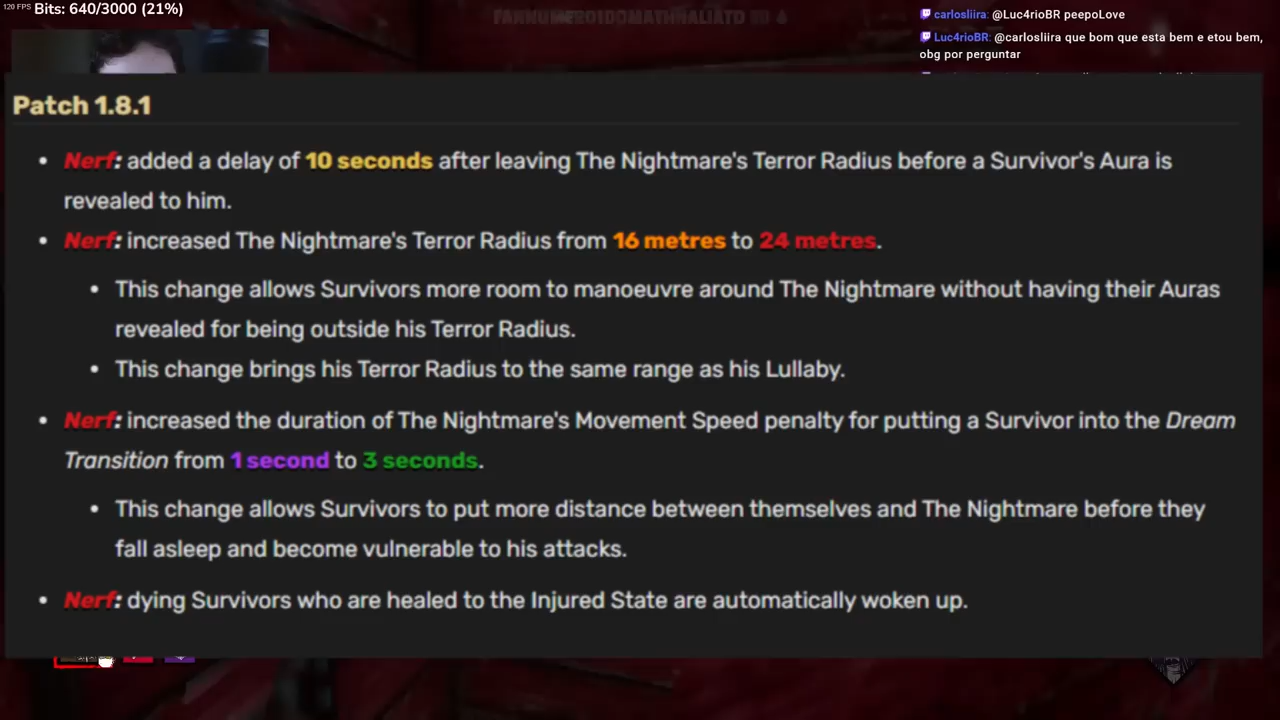 120 FPS
Bits: 640/3000 (21%)
carlosliira: @Luc4rioBR peepoLove
Luc4rioBR: @carlosliira que bom que esta bem e etou bem,
obg por perguntar
Patch 1.8.1
• Nerf: added a delay of 10 seconds after leaving The Nightmare's Terror Radius before a Survivor's Aura is
revealed to him.
• Nerf: increased The Nightmare's Terror Radius from 16 metres to 24 metres.
• This change allows Survivors more room to manoeuvre around The Nightmare without having their Auras
revealed for being outside his Terror Radius.
• This change brings his Terror Radius to the same range as his Lullaby.
• Nerf: increased the duration of The Nightmare's Movement Speed penalty for putting a Survivor into the Dream
Transition from 1 second to 3 seconds.
• This change allows Survivors to put more distance between themselves and The Nightmare before they
fall asleep and become vulnerable to his attacks.
• Nerf: dying Survivors who are healed to the Injured State are automatically woken up.